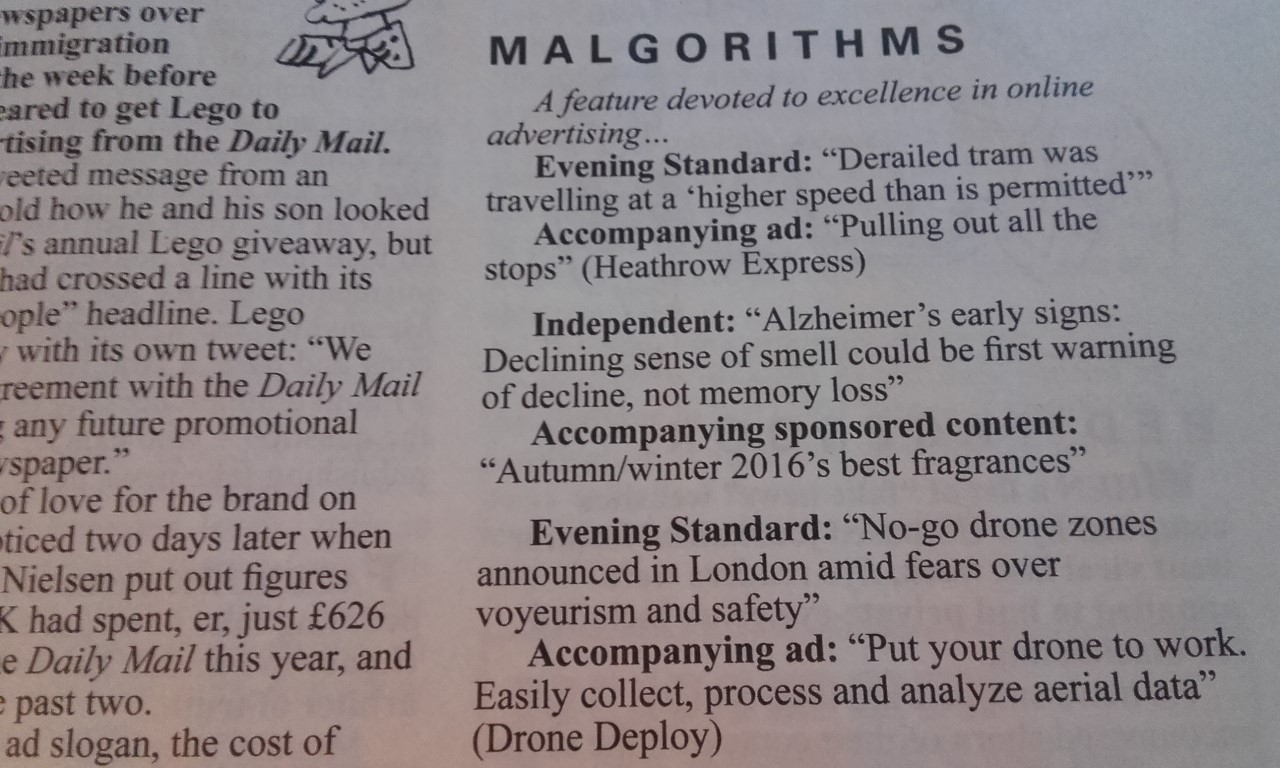 wspapers over
immigration
the week before
eared to get Lego to
tising from the Daily Mail.
eeted message from an
old how he and his son looked
l's annual Lego giveaway, but
had crossed a line with its
ople” headline. Lego
with its own tweet: “We
reement with the Daily Mail
any future promotional
spaper.”
of love for the brand on
ticed two days later when
Nielsen put out figures
K had spent, er, just £626
e Daily Mail this year, and
e past two.
ad slogan, the cost of
MALGORITHMS
A feature devoted to excellence in online
advertising...
Evening Standard: “Derailed tram was
travelling at a ‘higher speed than is permitted’”
Accompanying ad: “Pulling out all the
stops” (Heathrow Express)
Independent: “Alzheimer’s early signs:
Declining sense of smell could be first warning
of decline, not memory loss”
Accompanying sponsored content:
“Autumn/winter 2016’s best fragrances”
Evening Standard: “No-go drone zones
announced in London amid fears over
voyeurism and safety”
Accompanying ad: “Put your drone to work.
Easily collect, process and analyze aerial data”
(Drone Deploy)